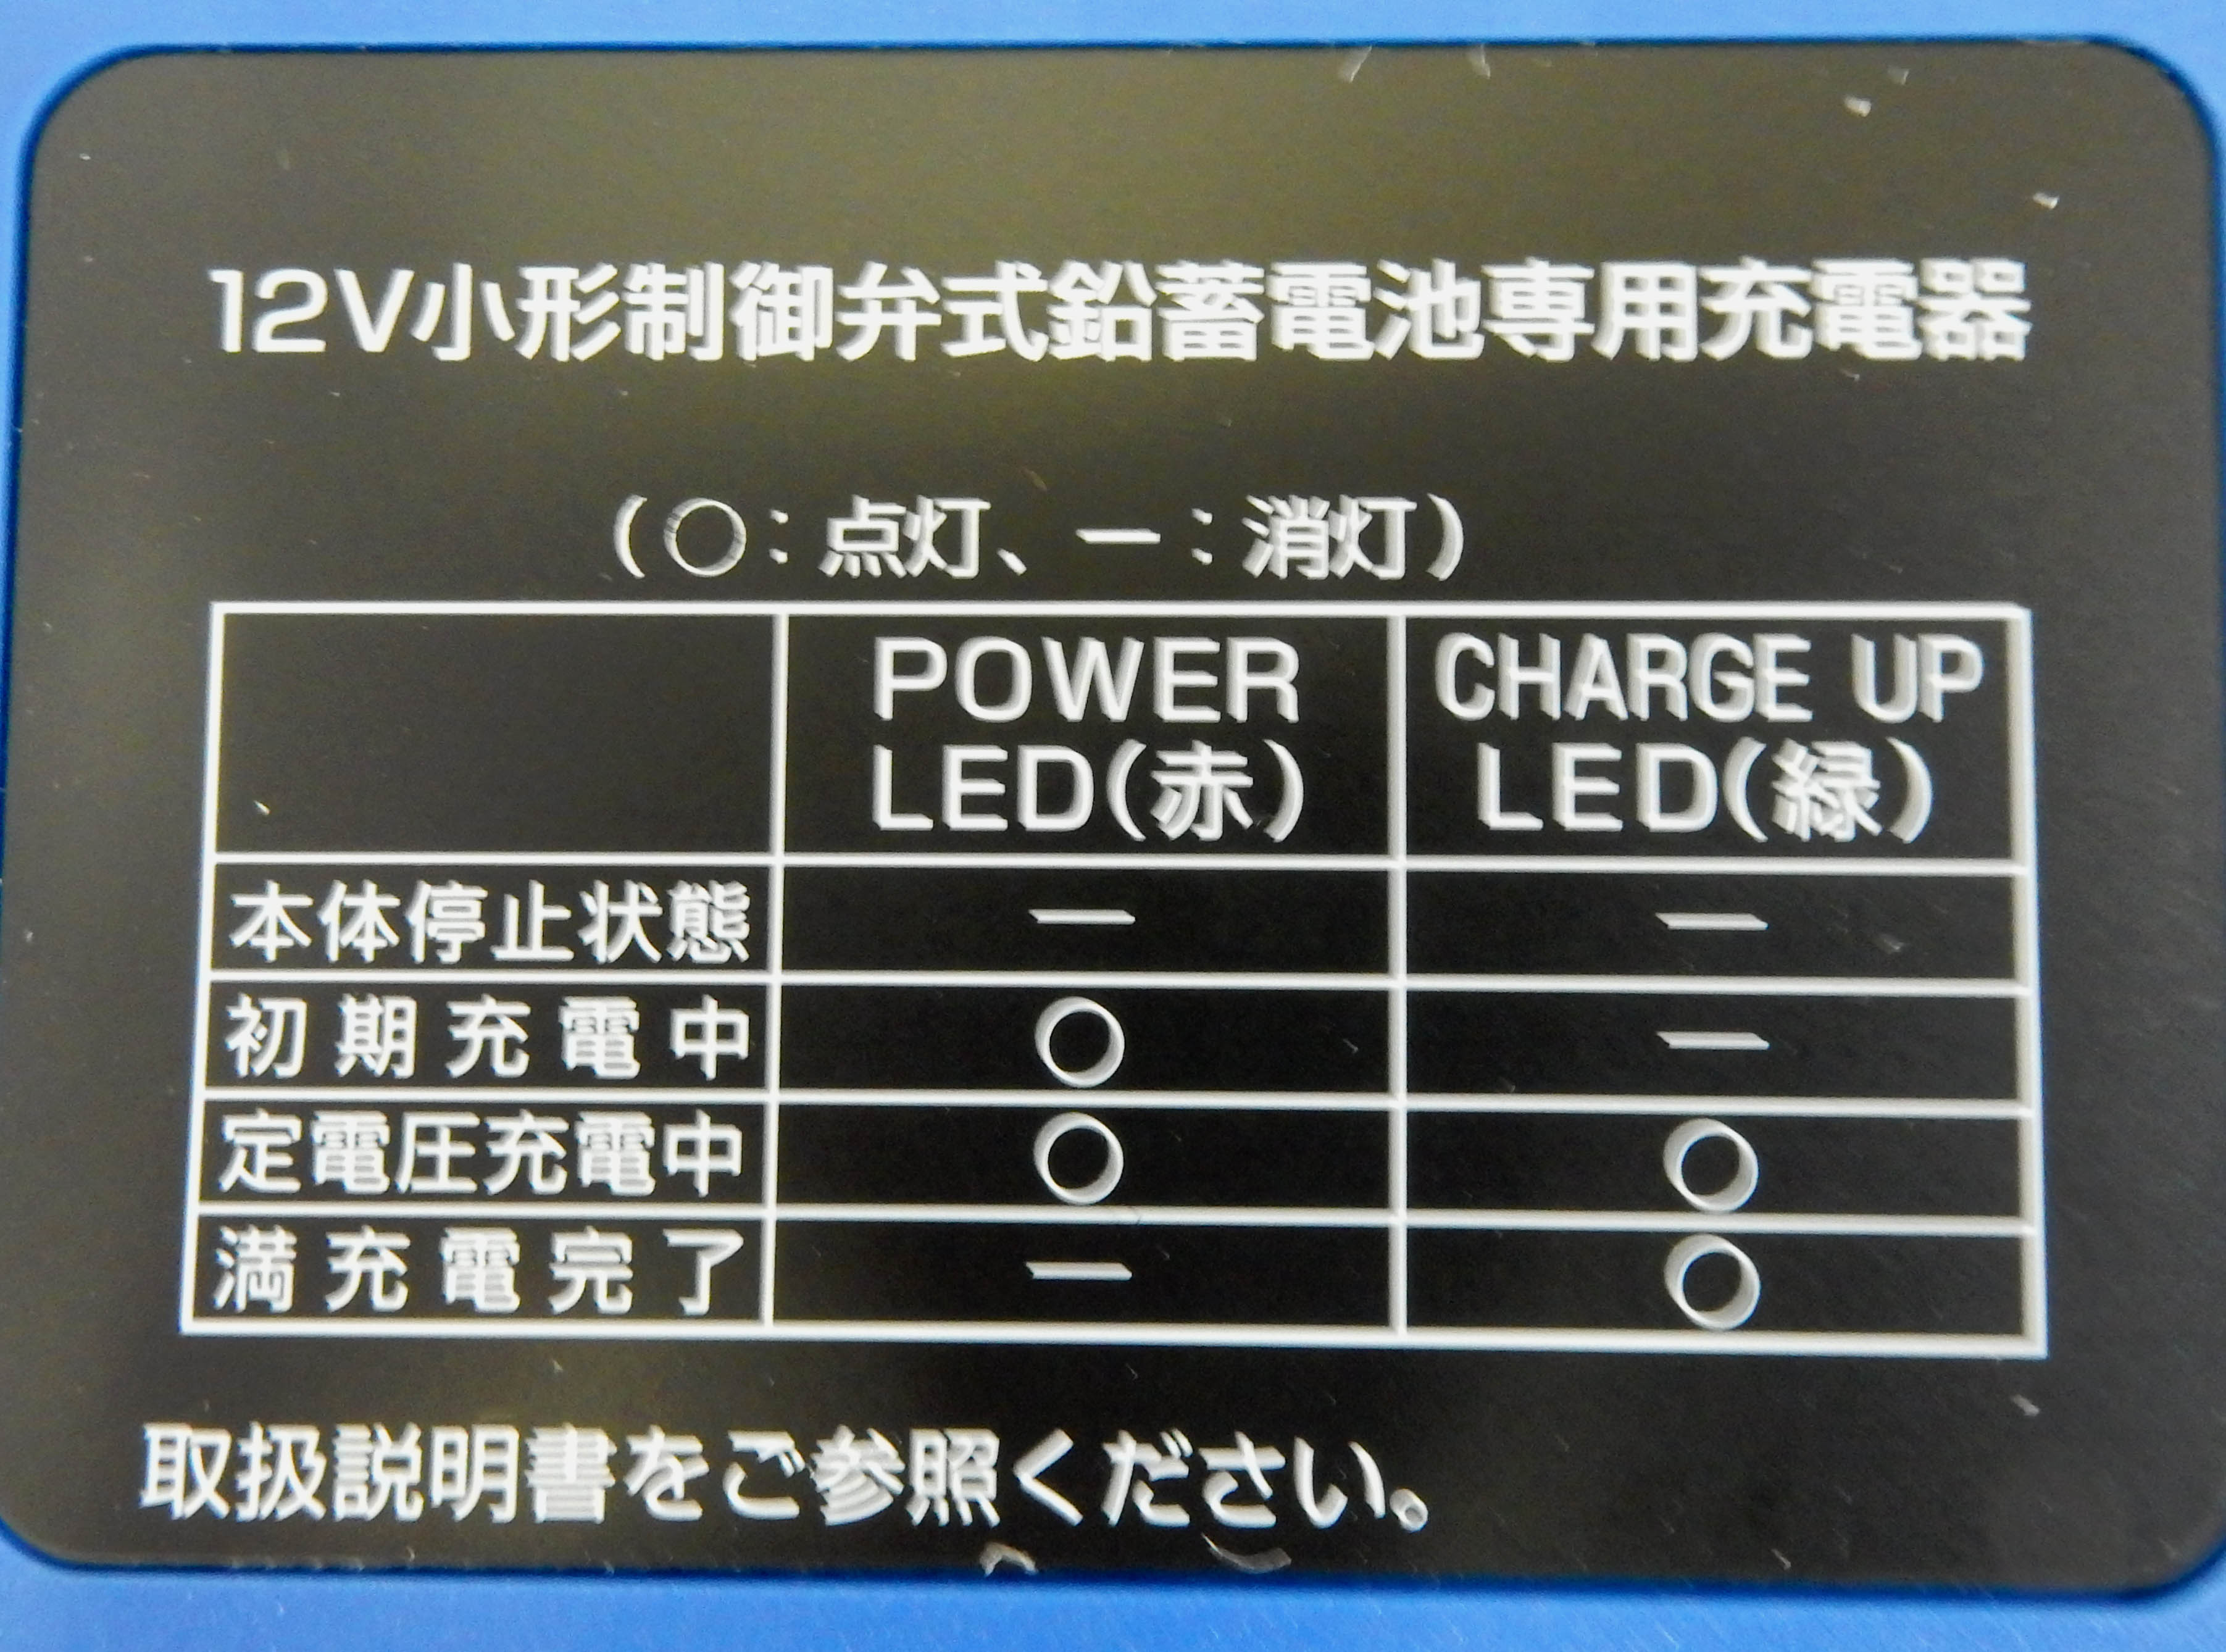 12V小形制御弁式鉛蓄電池専用充電器
(○:点灯、ー:消灯)
POWER LED(赤) CHARGE UP LED(緑)
本体停止状態 ー ー
初期充電中 ○ ー
定電圧充電中 ○ ○
満充電完了 ー ○
取扱説明書をご参照ください。